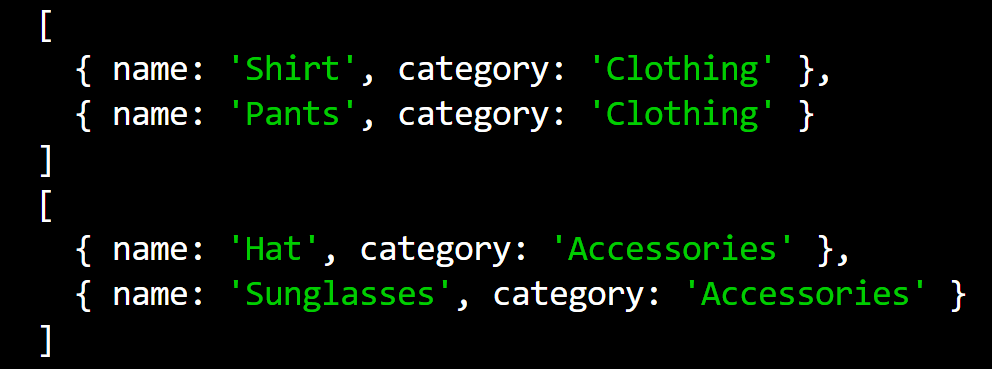 [
  { name: 'Shirt', category: 'Clothing' },
  { name: 'Pants', category: 'Clothing' }
]
[
  { name: 'Hat', category: 'Accessories' },
  { name: 'Sunglasses', category: 'Accessories' }
]